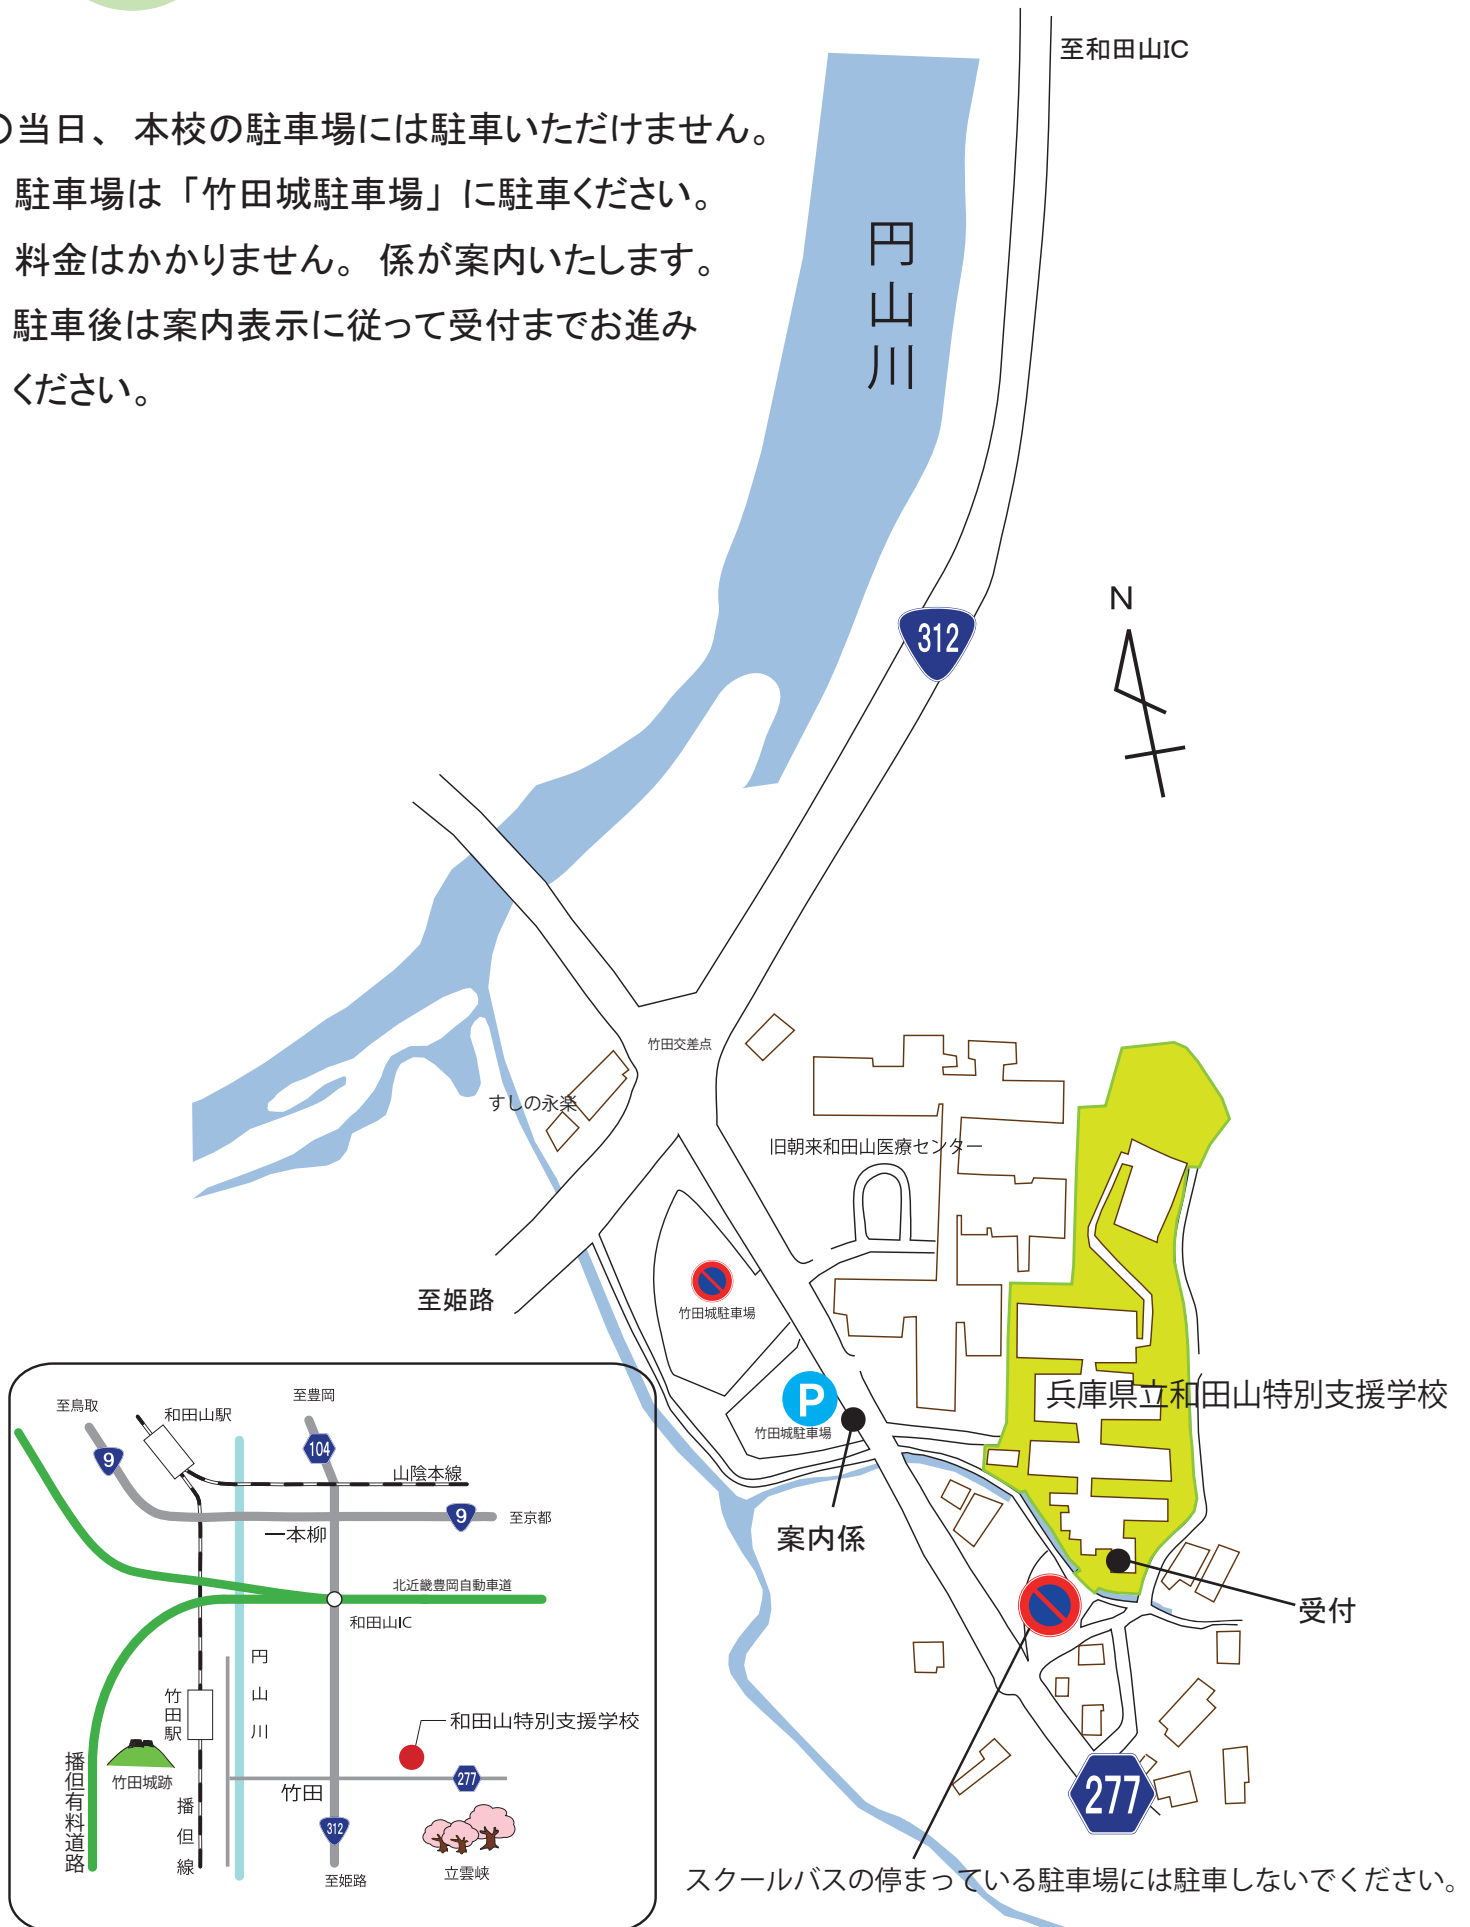 至和田山IC
の当日、本校の駐車場には駐車いただけません。
駐車場は「竹田城駐車場」に駐車ください。
料金はかかりません。係が案内いたします。
駐車後は案内表示に従って受付までお進み
ください。
円山川
312
N
竹田交差点
すしの永楽
旧朝来和田山医療センター
至姫路
竹田城駐車場
P
竹田城駐車場
兵庫県立和田山特別支援学校
案内係
受付
277
スクールバスの停まっている駐車場には駐車しないでください。
至鳥取
和田山駅
至豊岡
9
104
山陰本線
9
至京都
一本柳
北近畿豊岡自動車道
和田山IC
円山川
竹田駅
和田山特別支援学校
播但有料道路
竹田城跡
277
竹田
播但線
312
至姫路
立雲峡